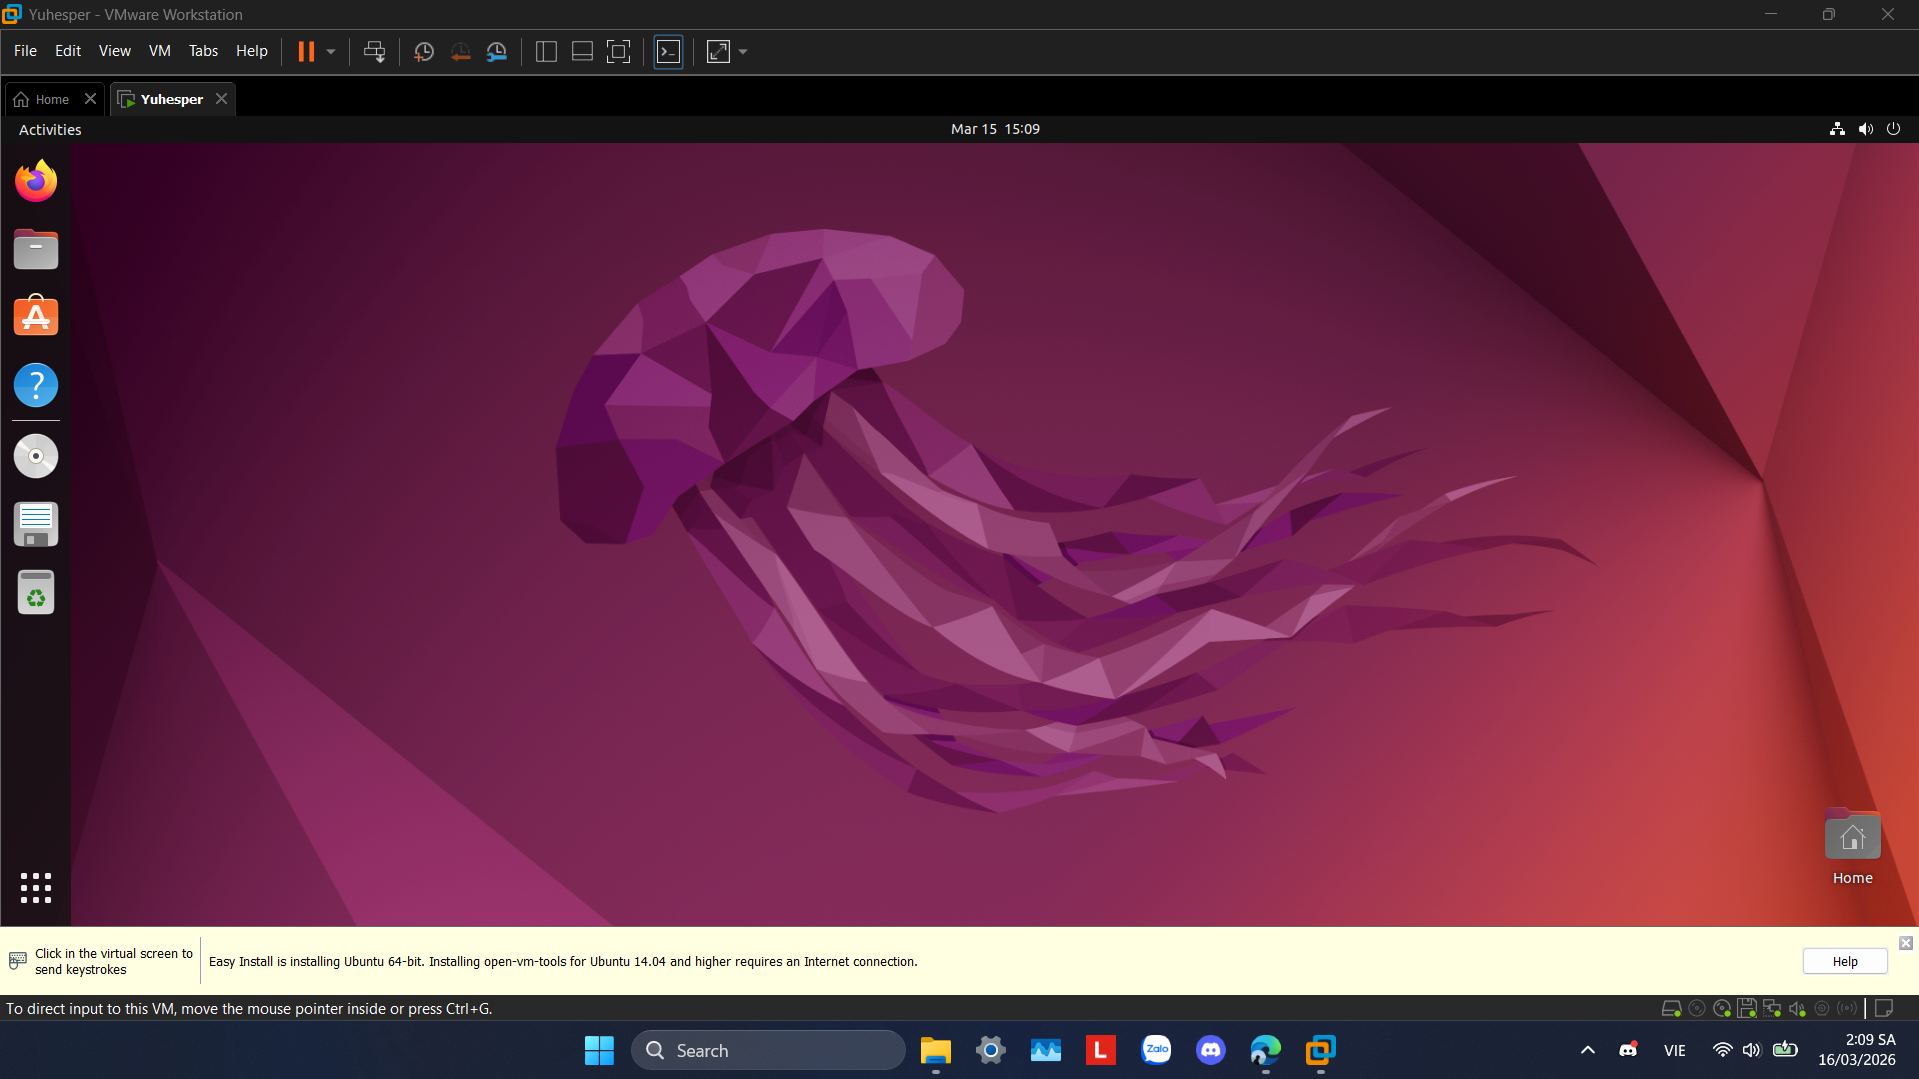 Yuhesper - VMware Workstation
File Edit View VM Tabs Help
Home Yuhesper
Activities
Mar 15 15:09
Home
Click in the virtual screen to
send keystrokes
Easy Install is installing Ubuntu 64-bit. Installing open-vm-tools for Ubuntu 14.04 and higher requires an Internet connection.
Help
To direct input to this VM, move the mouse pointer inside or press Ctrl+G.
Search
L
Zalo
VIE
2:09 SA
16/03/2026